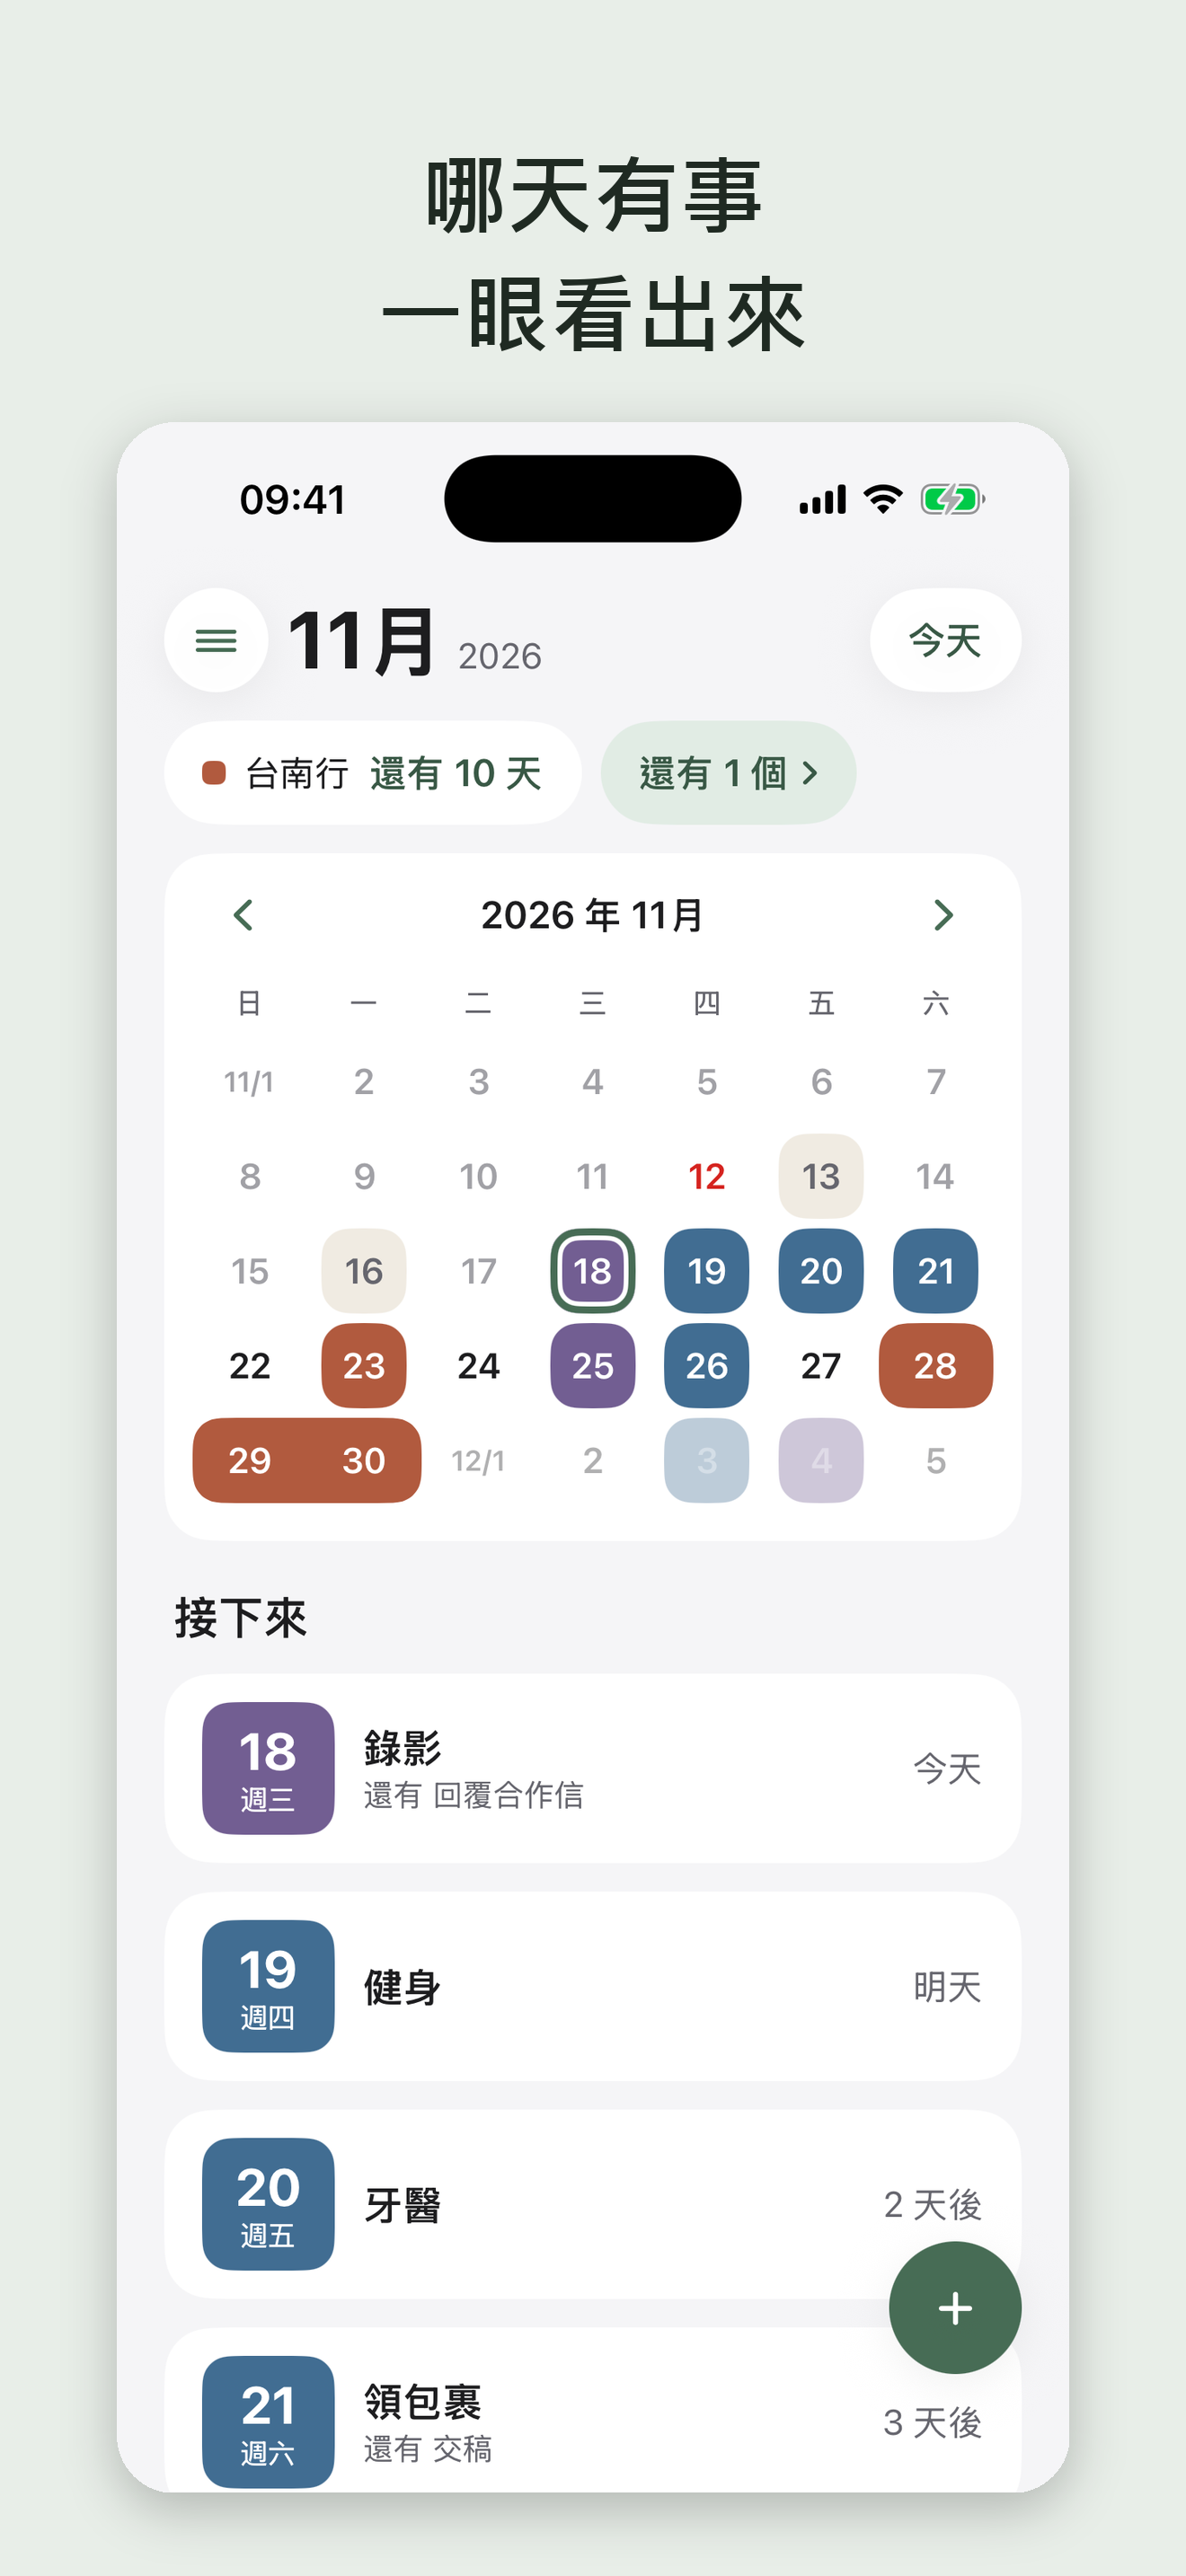 哪天有事
一眼看出來
09:41
11月 2026
今天
台南行 還有 10 天
還有 1 個
2026 年 11月
日 一 二 三 四 五 六
11/1 2 3 4 5 6 7
8 9 10 11 12 13 14
15 16 17 18 19 20 21
22 23 24 25 26 27 28
29 30 12/1 2 3 4 5
接下來
18
週三
錄影
還有 回覆合作信
今天
19
週四
健身
明天
20
週五
牙醫
2 天後
21
週六
領包裹
還有 交稿
3 天後